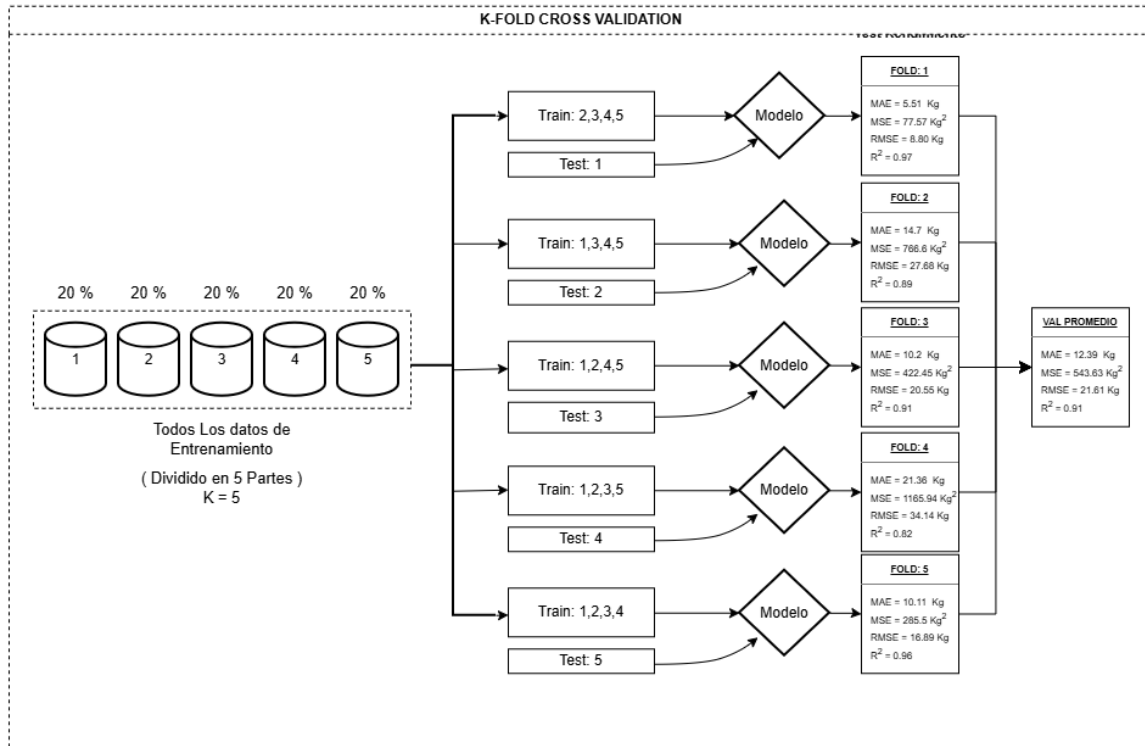 K-FOLD CROSS VALIDATION
Test Rendimiento
20 % 20 % 20 % 20 % 20 %
1 2 3 4 5
Todos Los datos de
Entrenamiento
( Dividido en 5 Partes )
K = 5
Train: 2,3,4,5
Test: 1
Modelo
FOLD: 1
MAE = 5.51 Kg
MSE = 77.57 Kg²
RMSE = 8.80 Kg
R² = 0.97
Train: 1,3,4,5
Test: 2
Modelo
FOLD: 2
MAE = 14.7 Kg
MSE = 766.6 Kg²
RMSE = 27.68 Kg
R² = 0.89
Train: 1,2,4,5
Test: 3
Modelo
FOLD: 3
MAE = 10.2 Kg
MSE = 422.45 Kg²
RMSE = 20.55 Kg
R² = 0.91
Train: 1,2,3,5
Test: 4
Modelo
FOLD: 4
MAE = 21.36 Kg
MSE = 1165.94 Kg²
RMSE = 34.14 Kg
R² = 0.82
Train: 1,2,3,4
Test: 5
Modelo
FOLD: 5
MAE = 10.11 Kg
MSE = 285.5 Kg²
RMSE = 16.89 Kg
R² = 0.96
VAL PROMEDIO
MAE = 12.39 Kg
MSE = 543.63 Kg²
RMSE = 21.61 Kg
R² = 0.91